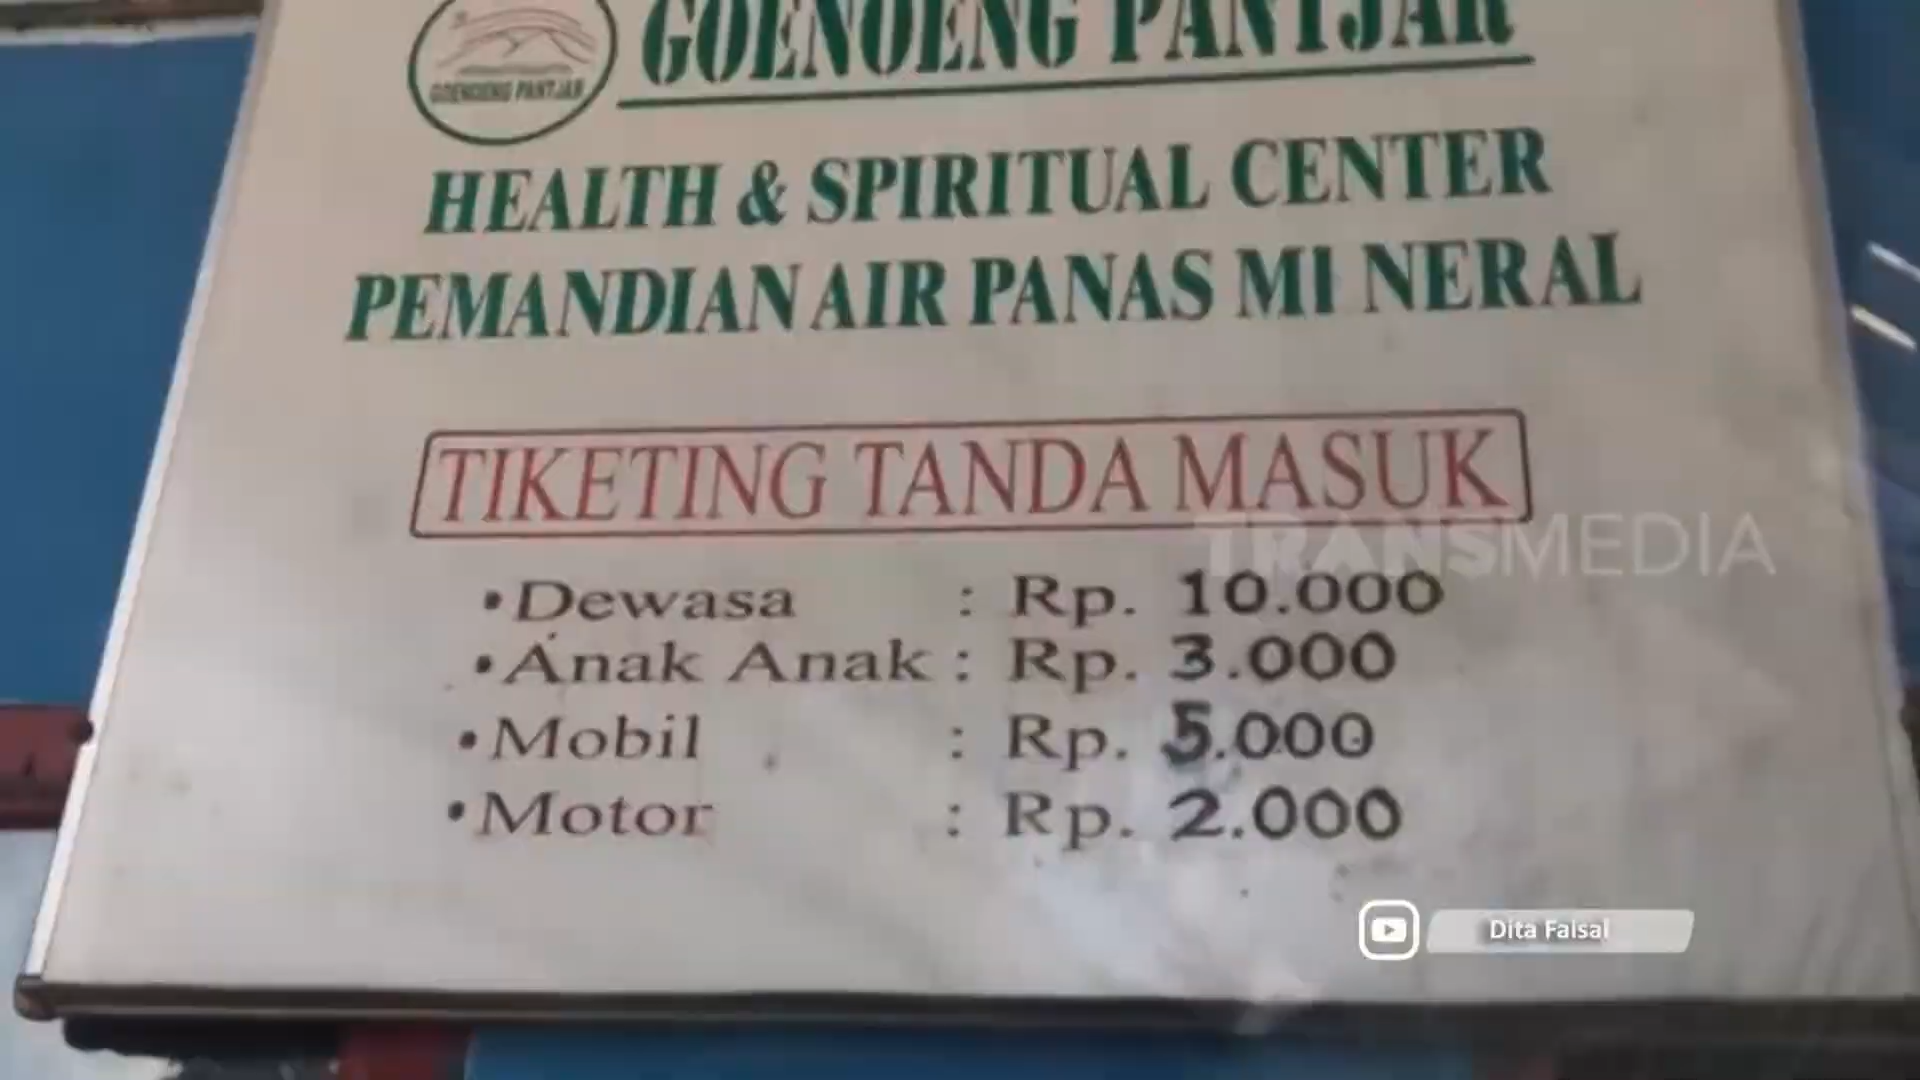 GOENOENG PANTJAR
GOENOENG PANTJAR
HEALTH & SPIRITUAL CENTER
PEMANDIAN AIR PANAS MI NERAL
TIKETING TANDA MASUK
TRANSMEDIA
•Dewasa : Rp. 10.000
•Anak Anak : Rp. 3.000
•Mobil : Rp. 5.000
•Motor : Rp. 2.000
Dita Faisal